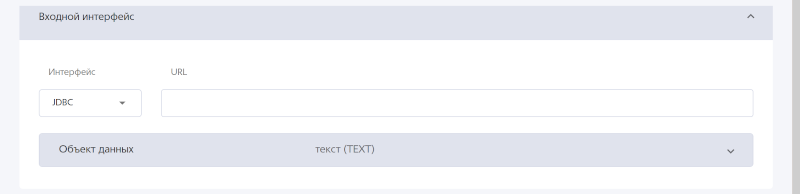 Входной интерфейс
Интерфейс URL
JDBC
Объект данных текст (TEXT)